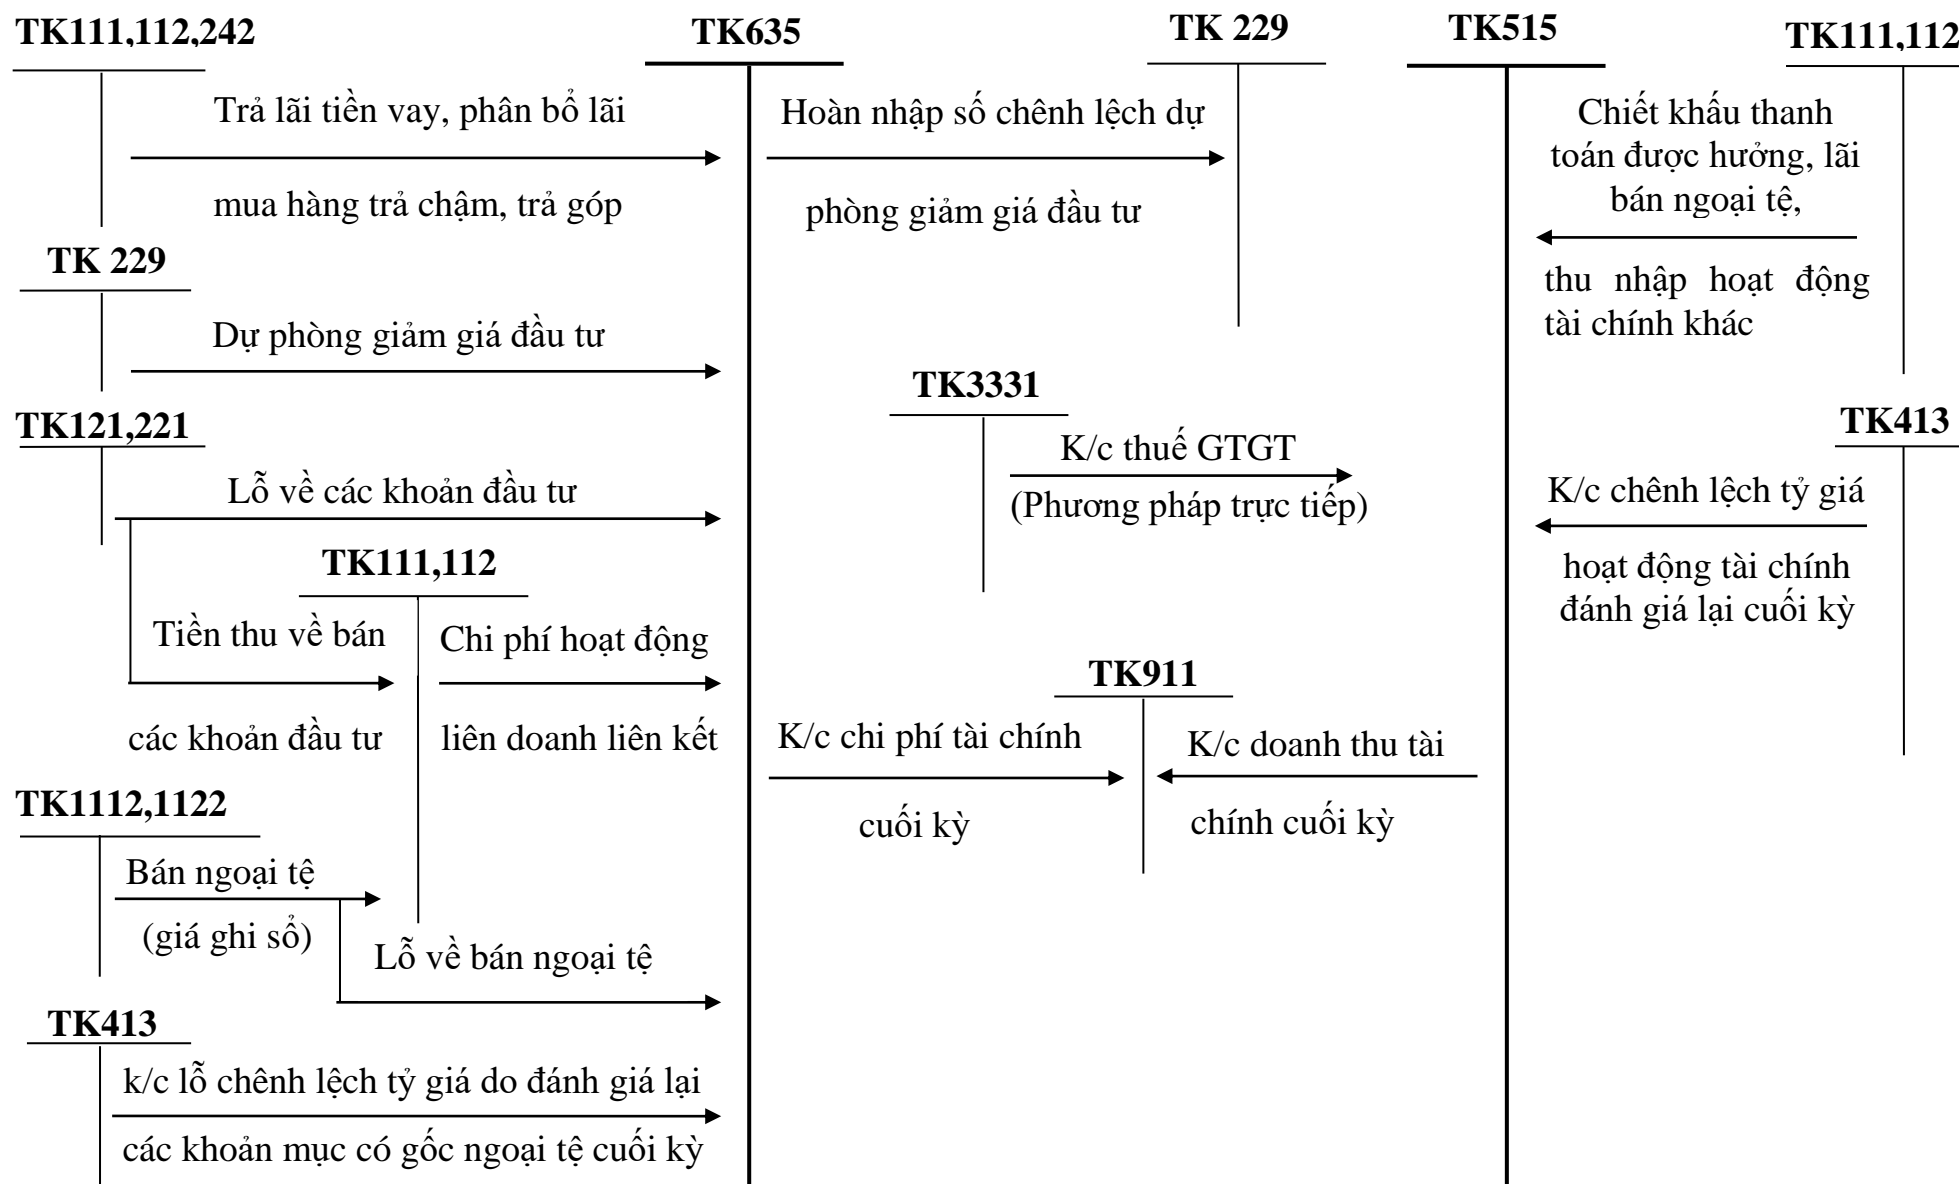 TK111,112,242
TK635
TK 229
TK515
TK111,112
Trả lãi tiền vay, phân bổ lãi
mua hàng trả chậm, trả góp
Hoàn nhập số chênh lệch dự
phòng giảm giá đầu tư
Chiết khấu thanh
toán được hưởng, lãi
bán ngoại tệ,
thu nhập hoạt động
tài chính khác
TK 229
Dự phòng giảm giá đầu tư
TK3331
K/c thuế GTGT
(Phương pháp trực tiếp)
TK413
K/c chênh lệch tỷ giá
hoạt động tài chính
đánh giá lại cuối kỳ
TK121,221
Lỗ về các khoản đầu tư
TK111,112
Tiền thu về bán
các khoản đầu tư
Chi phí hoạt động
liên doanh liên kết
TK911
K/c chi phí tài chính
cuối kỳ
K/c doanh thu tài
chính cuối kỳ
TK1112,1122
Bán ngoại tệ
(giá ghi sổ)
Lỗ về bán ngoại tệ
TK413
k/c lỗ chênh lệch tỷ giá do đánh giá lại
các khoản mục có gốc ngoại tệ cuối kỳ